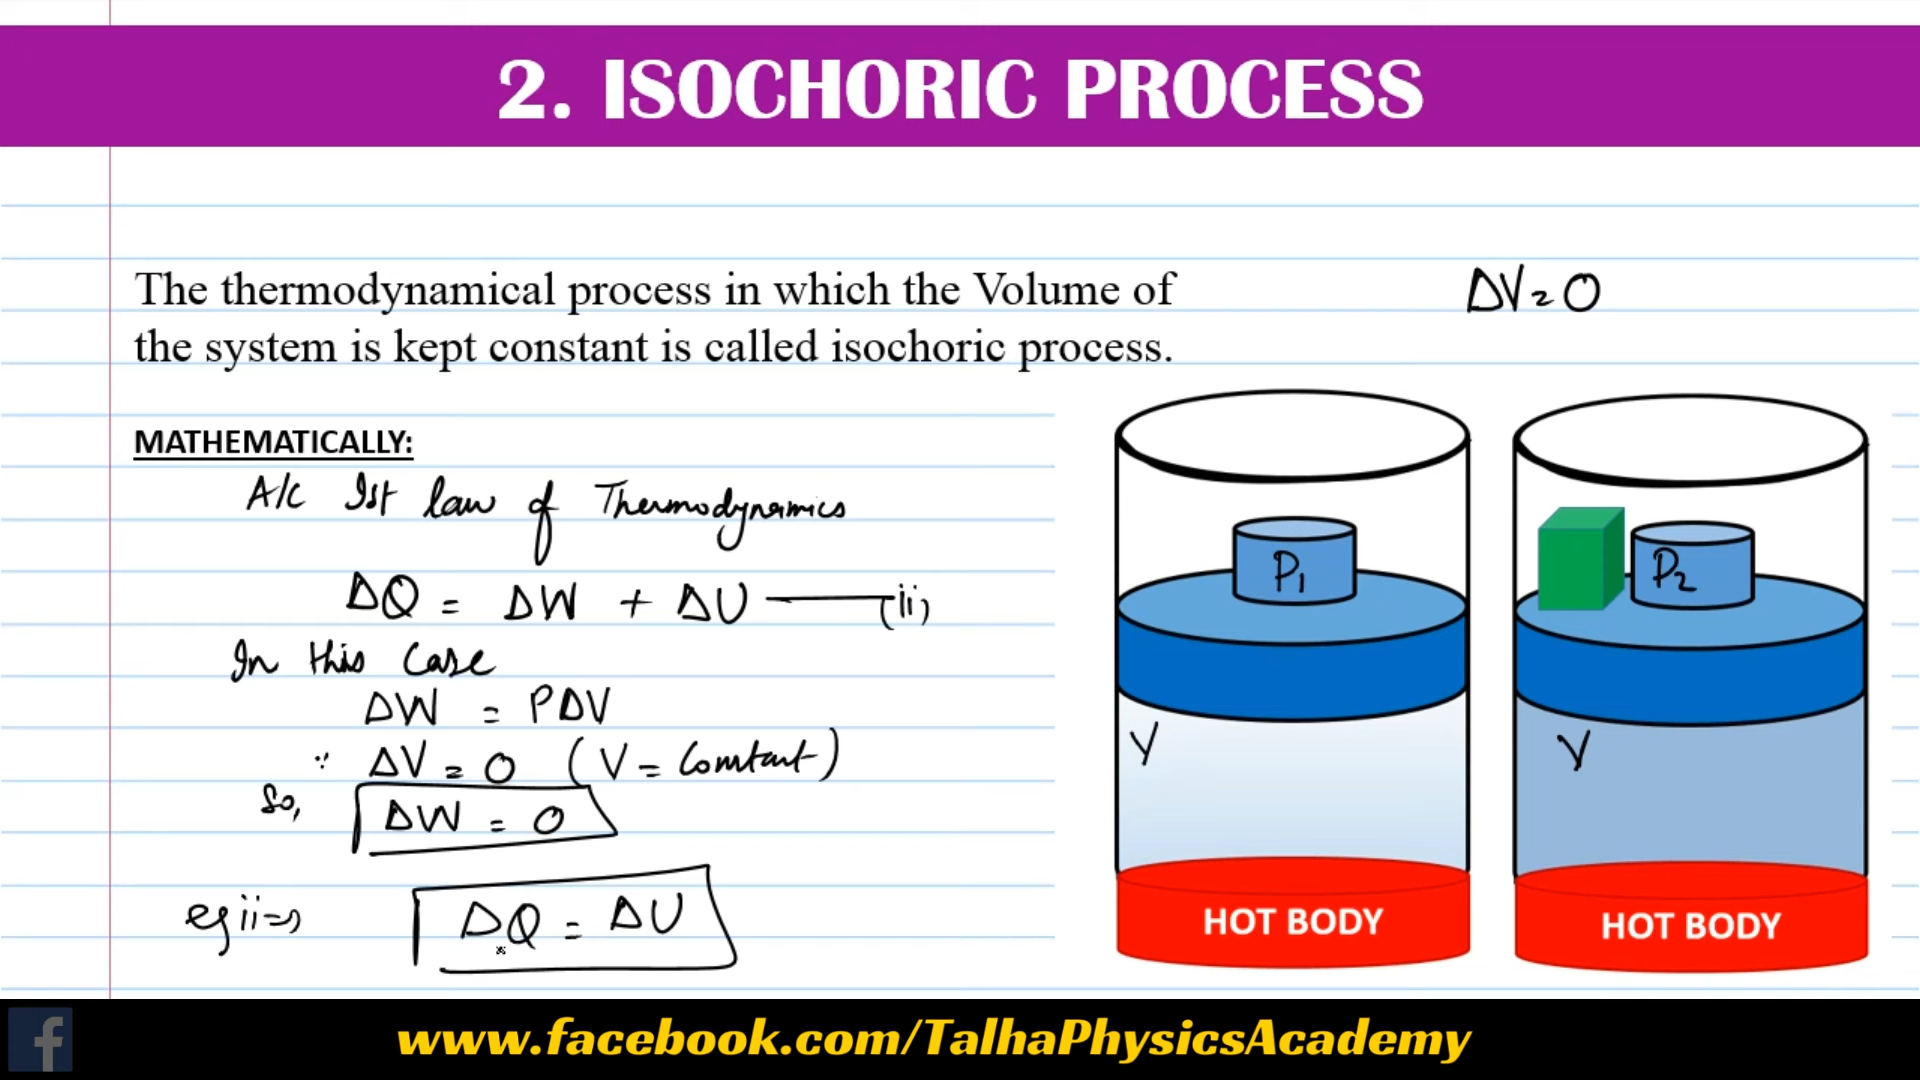 2. ISOCHORIC PROCESS
The thermodynamical process in which the Volume of
the system is kept constant is called isochoric process.
ΔV = 0
MATHEMATICALLY:
A/c Ist law of Thermodynamics
ΔQ = ΔW + ΔU — (ii)
In this Case
ΔW = PΔV
∵ ΔV = 0 (V = Constant)
So, ΔW = 0
eq ii ⇒ ΔQ = ΔU
P1
P2
V
V
HOT BODY
HOT BODY
f
www.facebook.com/TalhaPhysicsAcademy